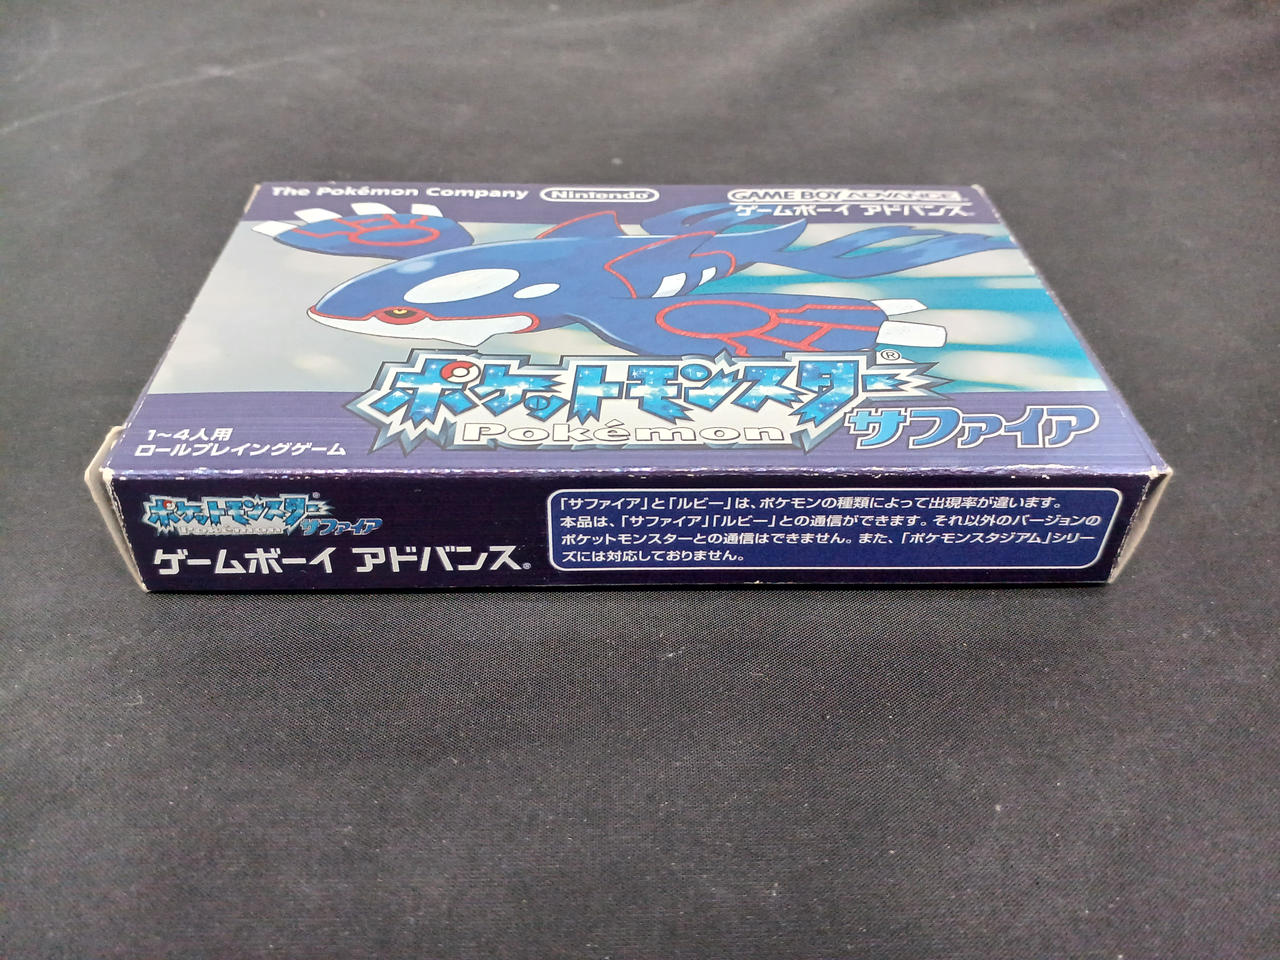 The Pokémon Company Nintendo®
GAME BOY ADVANCE
ゲームボーイ アドバンス
ポケットモンスター®
Pokémon サファイア
1~4人用
ロールプレイングゲーム
ポケットモンスター®
Pokémon サファイア
ゲームボーイ アドバンス®
「サファイア」と「ルビー」は、ポケモンの種類によって出現率が違います。
本品は、「サファイア」「ルビー」との通信ができます。それ以外のバージョンの
ポケットモンスターとの通信はできません。また、「ポケモンスタジアム」シリー
ズには対応しておりません。